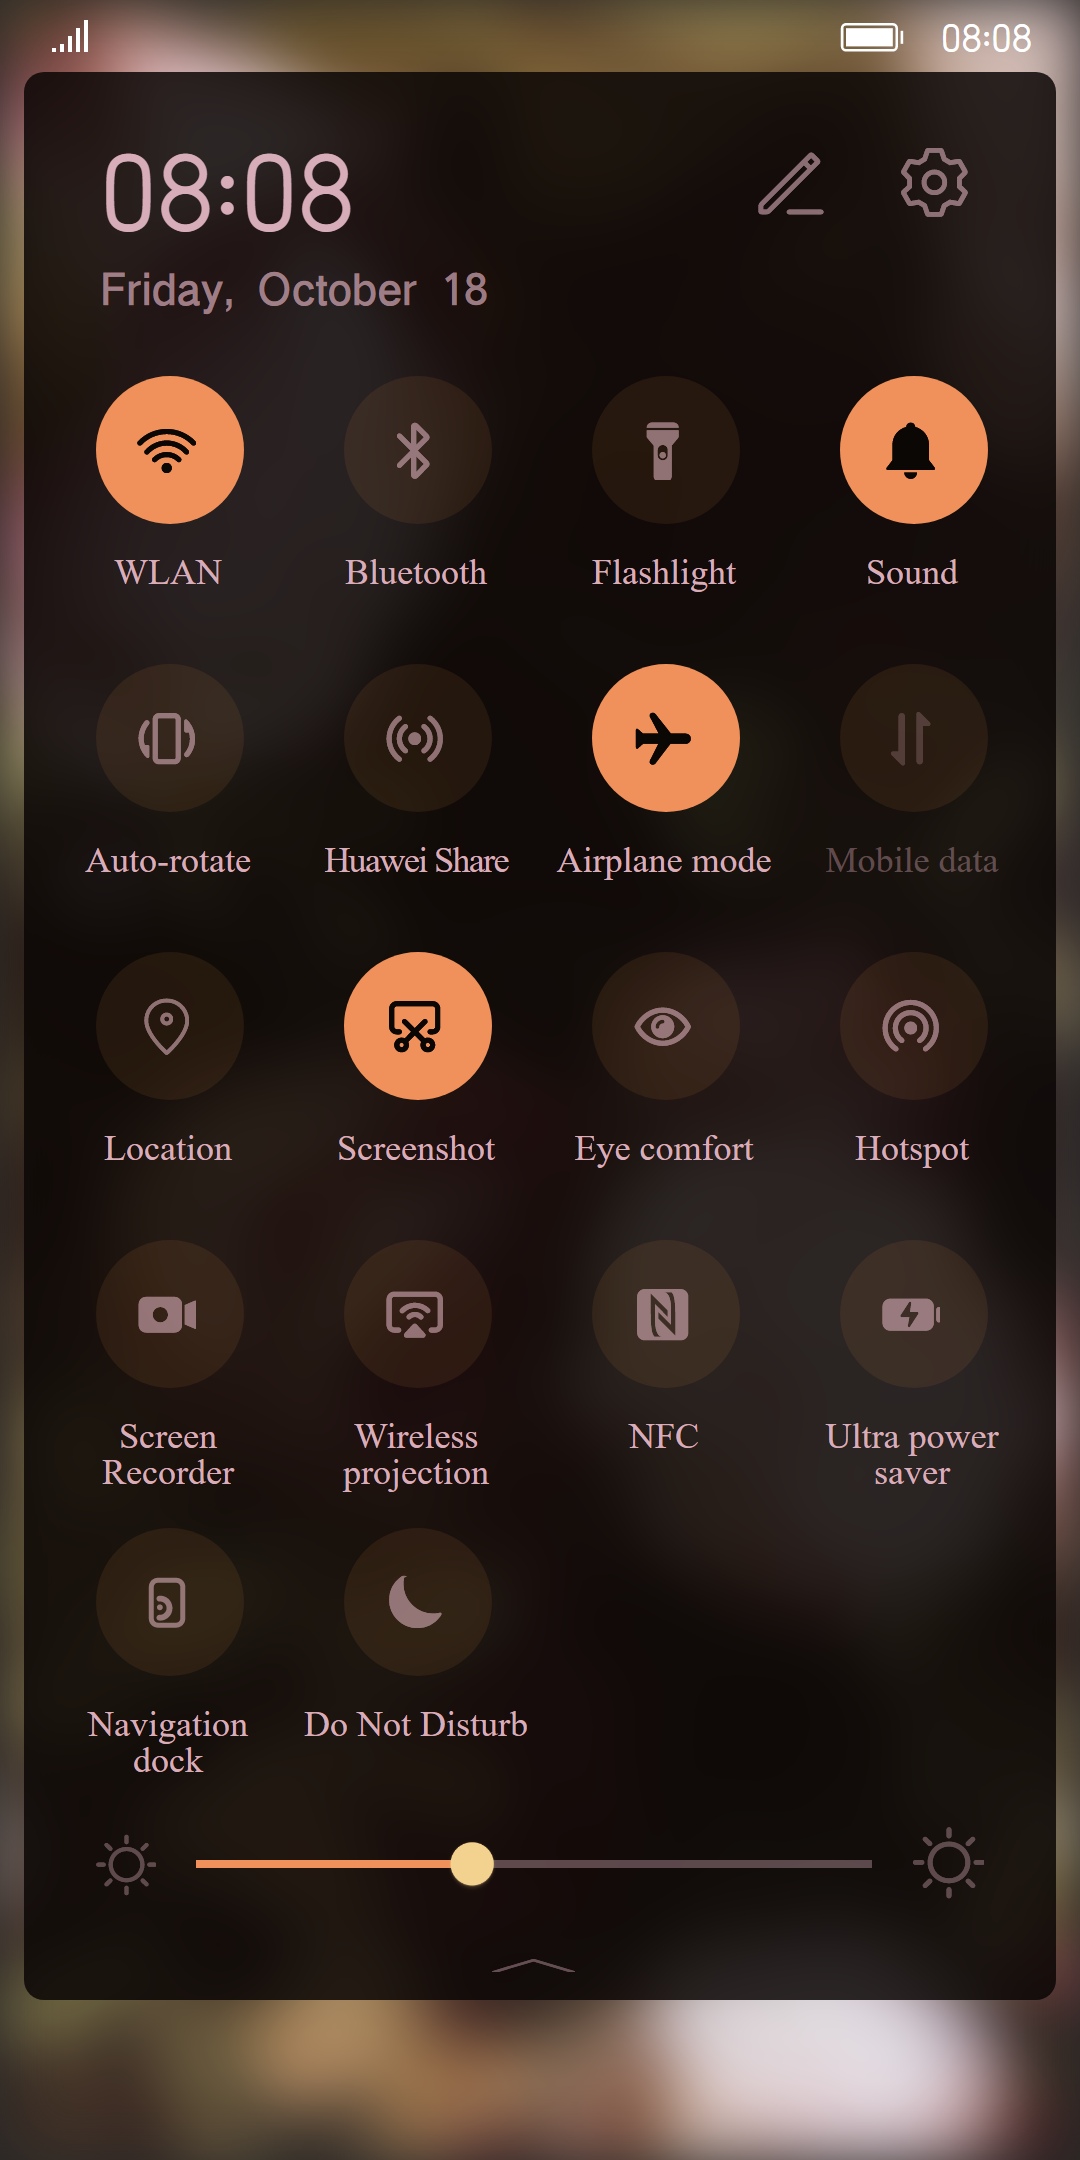 08:08
08:08
Friday, October 18
WLAN
Bluetooth
Flashlight
Sound
Auto-rotate
Huawei Share
Airplane mode
Mobile data
Location
Screenshot
Eye comfort
Hotspot
Screen
Recorder
Wireless
projection
NFC
Ultra power
saver
Navigation
dock
Do Not Disturb